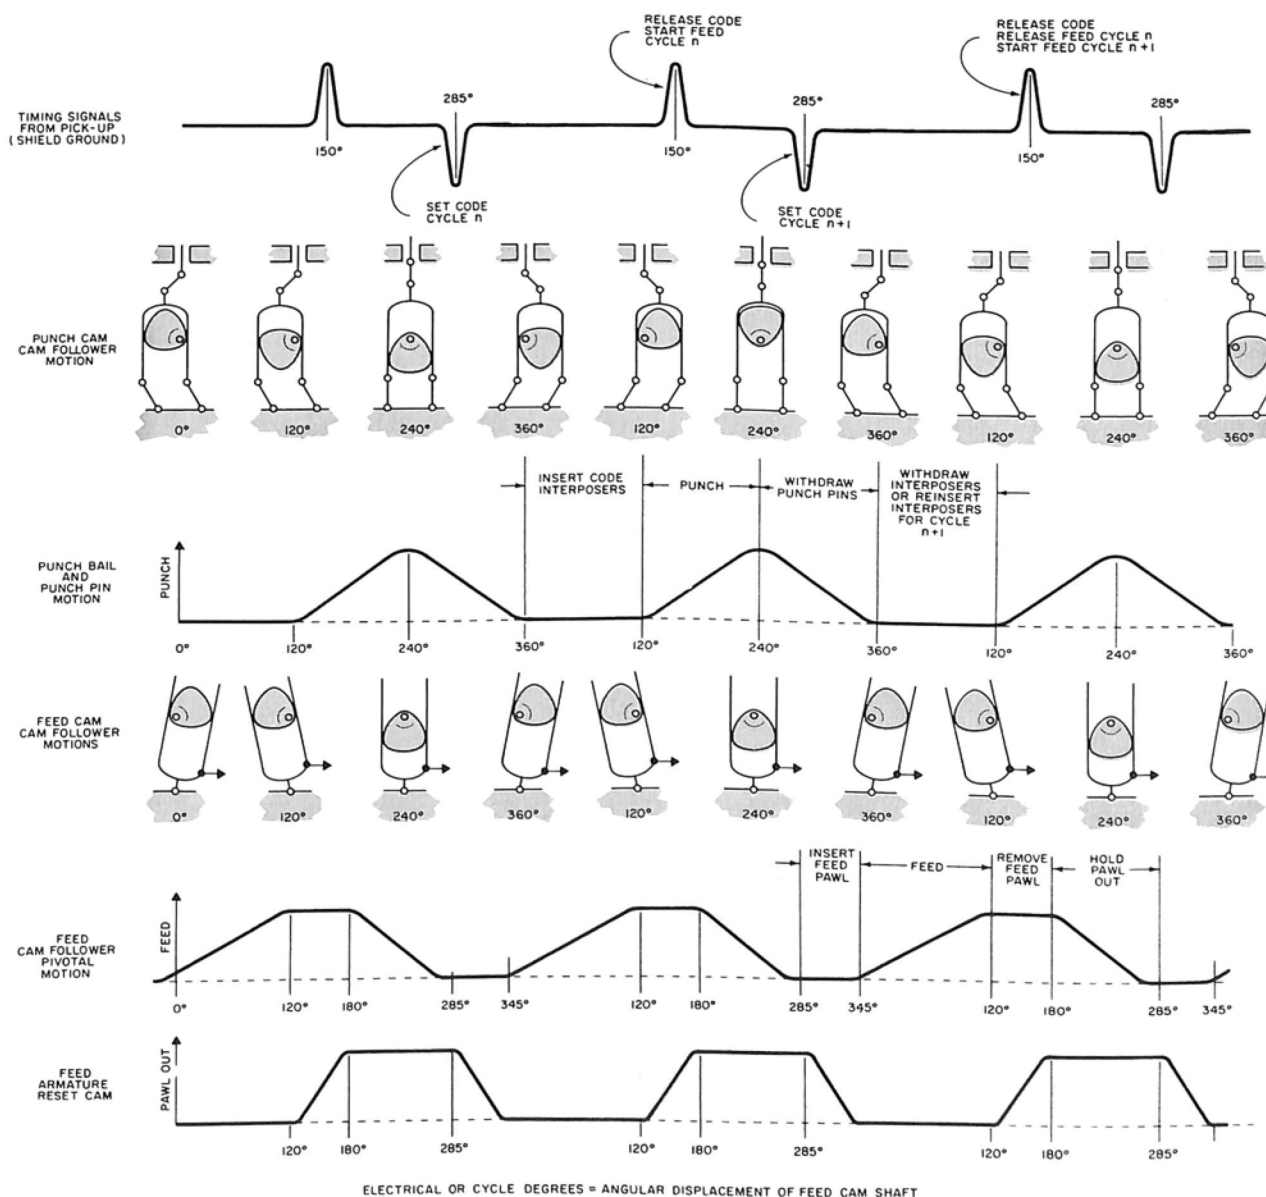 RELEASE CODE
START FEED
CYCLE n
RELEASE CODE
RELEASE FEED CYCLE n
START FEED CYCLE n+1
TIMING SIGNALS
FROM PICK-UP
(SHIELD GROUND)
285°
285°
285°
150°
150°
150°
SET CODE
CYCLE n
SET CODE
CYCLE n+1
PUNCH CAM
CAM FOLLOWER
MOTION
0°
120°
240°
360°
120°
240°
360°
120°
240°
360°
INSERT CODE
INTERPOSERS
PUNCH
WITHDRAW
PUNCH PINS
WITHDRAW
INTERPOSERS
OR REINSERT
INTERPOSERS
FOR CYCLE
n+1
PUNCH BAIL
AND
PUNCH PIN
MOTION
PUNCH
0°
120°
240°
360°
120°
240°
360°
120°
240°
360°
FEED CAM
CAM FOLLOWER
MOTIONS
0°
120°
240°
360°
120°
240°
360°
120°
240°
360°
INSERT
FEED
PAWL
FEED
REMOVE
FEED
PAWL
HOLD
PAWL
OUT
FEED
CAM FOLLOWER
PIVOTAL
MOTION
FEED
0°
120°
180°
285°
345°
120°
180°
285°
345°
120°
180°
285°
345°
FEED
ARMATURE
RESET CAM
PAWL OUT
120°
180°
285°
120°
180°
285°
120°
180°
285°
ELECTRICAL OR CYCLE DEGREES = ANGULAR DISPLACEMENT OF FEED CAM SHAFT